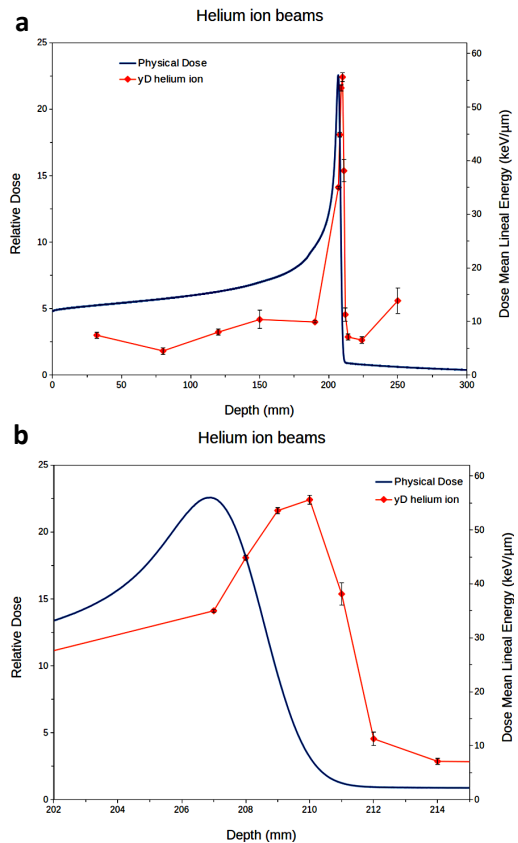 a
Helium ion beams
Physical Dose
yD helium ion
Relative Dose
25
20
15
10
5
0
Dose Mean Lineal Energy (keV/µm)
60
50
40
30
20
10
0
0 50 100 150 200 250 300
Depth (mm)
b
Helium ion beams
Physical Dose
yD helium ion
Relative Dose
25
20
15
10
5
0
Dose Mean Lineal Energy (keV/µm)
60
50
40
30
20
10
0
202 204 206 208 210 212 214
Depth (mm)